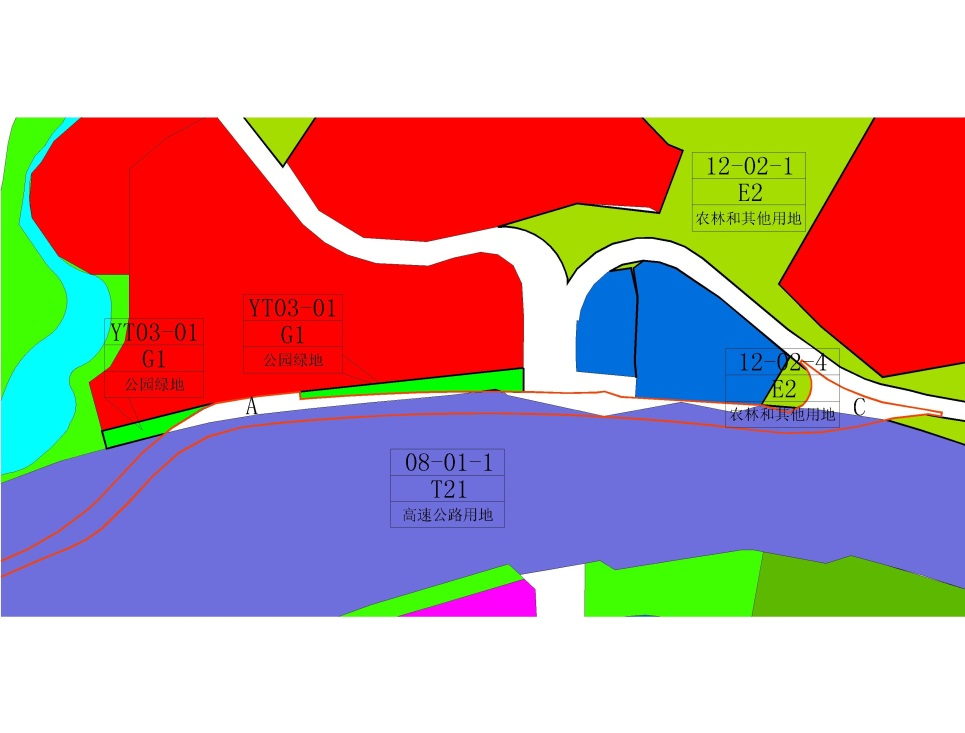 12-02-1
E2
农林和其他用地
YT03-01
G1
公园绿地
YT03-01
G1
公园绿地
12-02-4
E2
农林和其他用地
A
C
08-01-1
T21
高速公路用地